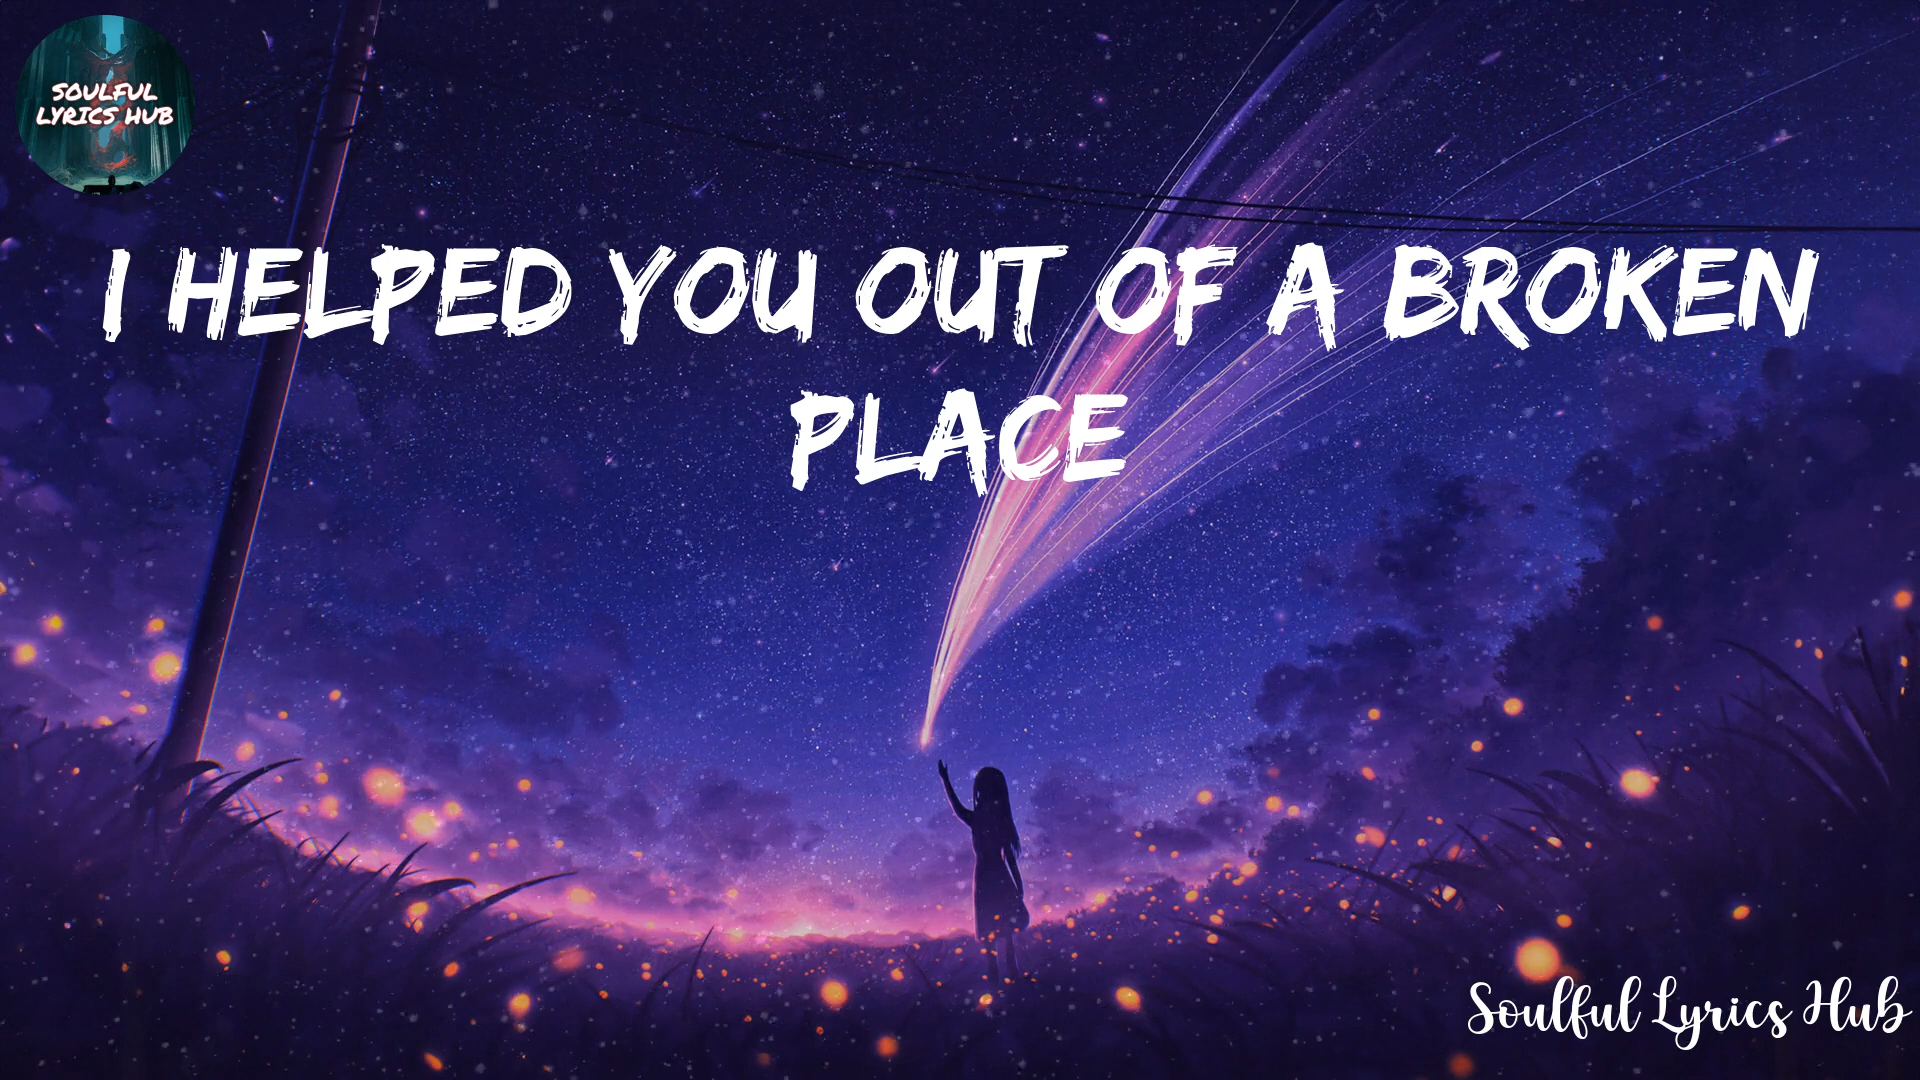 SOULFUL
LYRICS HUB
I HELPED YOU OUT OF A BROKEN
PLACE
Soulful Lyrics Hub